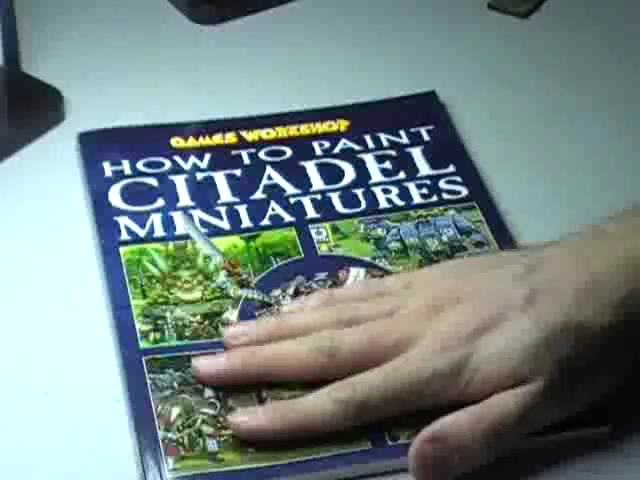 GAMES WORKSHOP
HOW TO PAINT
CITADEL
MINIATURES